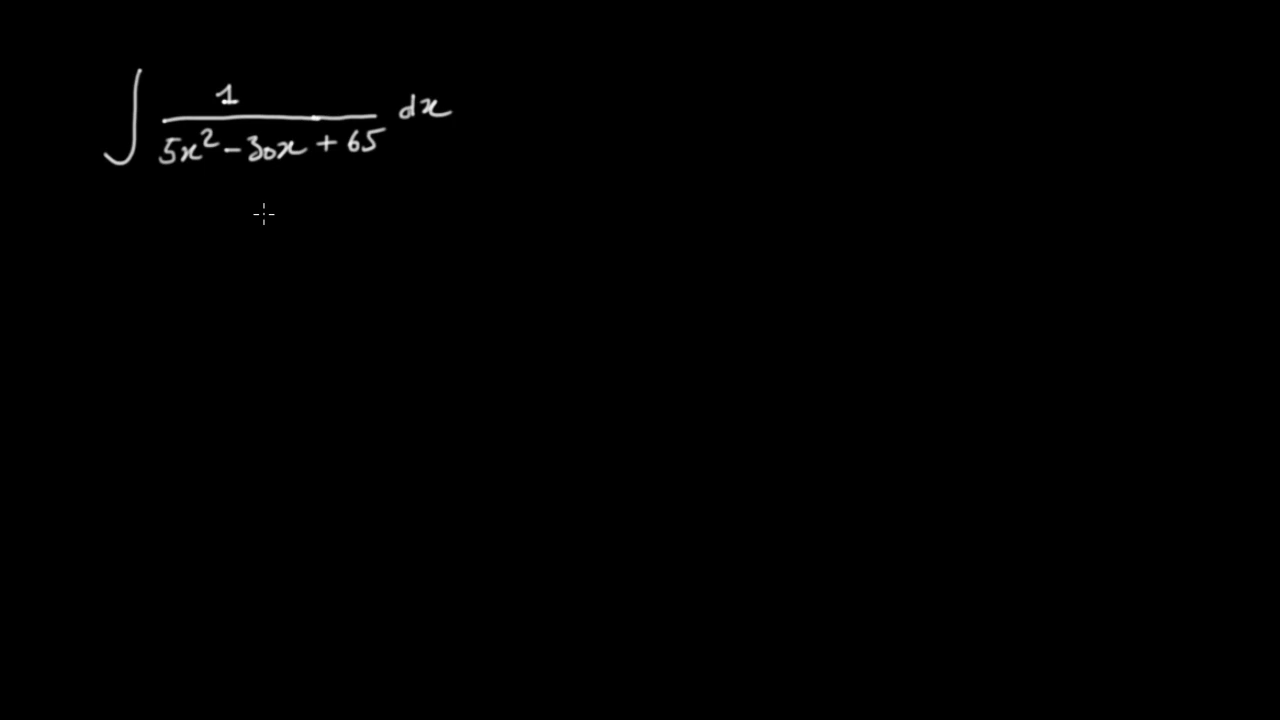 ∫ 1/(5x² - 30x + 65) dx